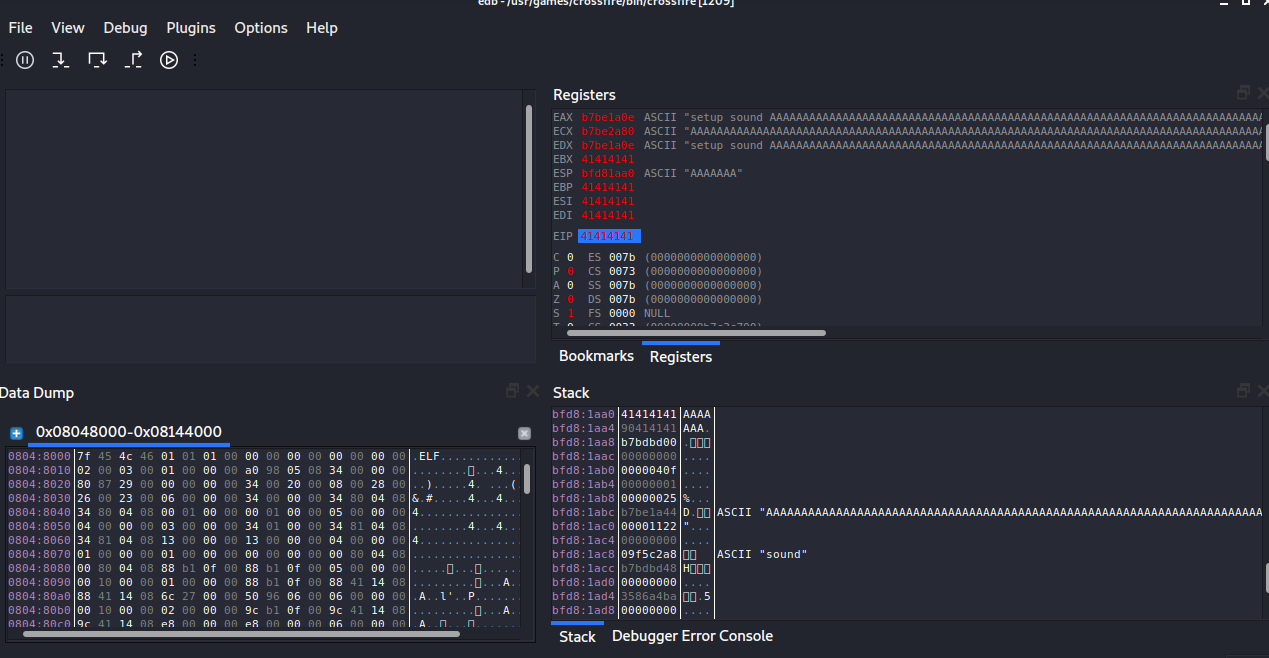 edb - /usr/games/crossfire/bin/crossfire [1209]
File View Debug Plugins Options Help
Registers
EAX b7be1a0e ASCII "setup sound
ECX b7be2a80 ASCII
EDX b7be1a0e ASCII "setup sound
EBX 41414141
ESP bfd81aa0 ASCII "AAAAAAA"
EBP 41414141
ESI 41414141
EDI 41414141
EIP 41414141
C 0 ES 007b (0000000000000000)
P 0 CS 0073 (0000000000000000)
A 0 SS 007b (0000000000000000)
Z 0 DS 007b (0000000000000000)
S 1 FS 0000 NULL
Bookmarks Registers
Data Dump
0x08048000-0x08144000
0804:8000 7f 45 4c 46 01 01 01 00 00 00 00 00 00 00 00 00 .ELF............
0804:8010 02 00 03 00 01 00 00 00 a0 98 05 08 34 00 00 00
0804:8020 80 87 29 00 00 00 00 00 34 00 20 00 08 00 28 00 ..).....4. ...(
0804:8030 26 00 23 00 06 00 00 00 34 00 00 00 34 80 04 08 &.#.....4...4
0804:8040 34 80 04 08 00 01 00 00 00 01 00 00 05 00 00 00 4
0804:8050 04 00 00 00 03 00 00 00 34 01 00 00 34 81 04 08 ........4...4
0804:8060 34 81 04 08 13 00 00 00 13 00 00 00 04 00 00 00 4
0804:8070 01 00 00 00 01 00 00 00 00 00 00 00 00 80 04 08
0804:8080 00 80 04 08 88 b1 0f 00 88 b1 0f 00 05 00 00 00
0804:8090 00 10 00 00 01 00 00 00 88 b1 0f 00 88 41 14 08
0804:80a0 88 41 14 08 6c 27 00 00 50 96 06 00 06 00 00 00 .A..l'..P
0804:80b0 00 10 00 00 02 00 00 00 9c b1 0f 00 9c 41 14 08
0804:80c0 9c 41 14 08 e8 00 00 00 e8 00 00 00 06 00 00 00
Stack
bfd8:1aa0 41414141 AAAA
bfd8:1aa4 90414141 AAA.
bfd8:1aa8 b7bdbd00
bfd8:1aac 00000000 ....
bfd8:1ab0 0000040f ....
bfd8:1ab4 00000001 ....
bfd8:1ab8 00000025 %...
bfd8:1abc b7be1a44 D. ASCII
bfd8:1ac0 00001122 "...
bfd8:1ac4 00000000 ....
bfd8:1ac8 09f5c2a8 ASCII "sound"
bfd8:1acc b7bdbd48 H
bfd8:1ad0 00000000 ....
bfd8:1ad4 3586a4ba .5
bfd8:1ad8 00000000 ....
Stack Debugger Error Console